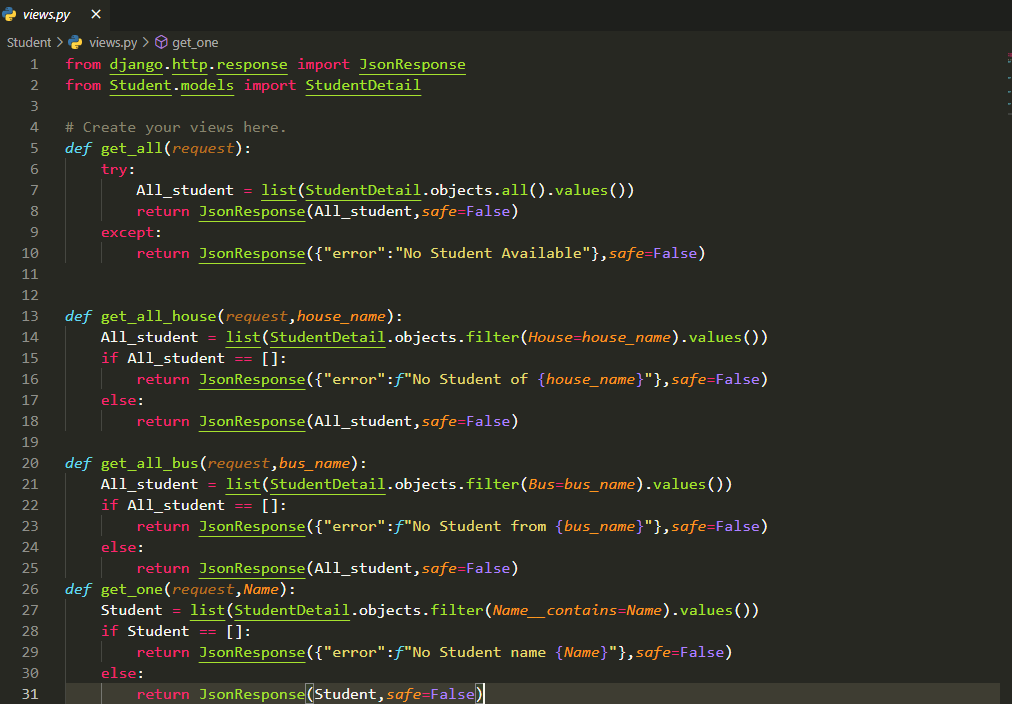 views.py
Student > views.py > get_one
1 from django.http.response import JsonResponse
2 from Student.models import StudentDetail
3
4 # Create your views here.
5 def get_all(request):
6     try:
7         All_student = list(StudentDetail.objects.all().values())
8         return JsonResponse(All_student,safe=False)
9     except:
10         return JsonResponse({"error":"No Student Available"},safe=False)
11
12
13 def get_all_house(request,house_name):
14     All_student = list(StudentDetail.objects.filter(House=house_name).values())
15     if All_student == []:
16         return JsonResponse({"error":f"No Student of {house_name}"},safe=False)
17     else:
18         return JsonResponse(All_student,safe=False)
19
20 def get_all_bus(request,bus_name):
21     All_student = list(StudentDetail.objects.filter(Bus=bus_name).values())
22     if All_student == []:
23         return JsonResponse({"error":f"No Student from {bus_name}"},safe=False)
24     else:
25         return JsonResponse(All_student,safe=False)
26 def get_one(request,Name):
27     Student = list(StudentDetail.objects.filter(Name__contains=Name).values())
28     if Student == []:
29         return JsonResponse({"error":f"No Student name {Name}"},safe=False)
30     else:
31         return JsonResponse(Student,safe=False)